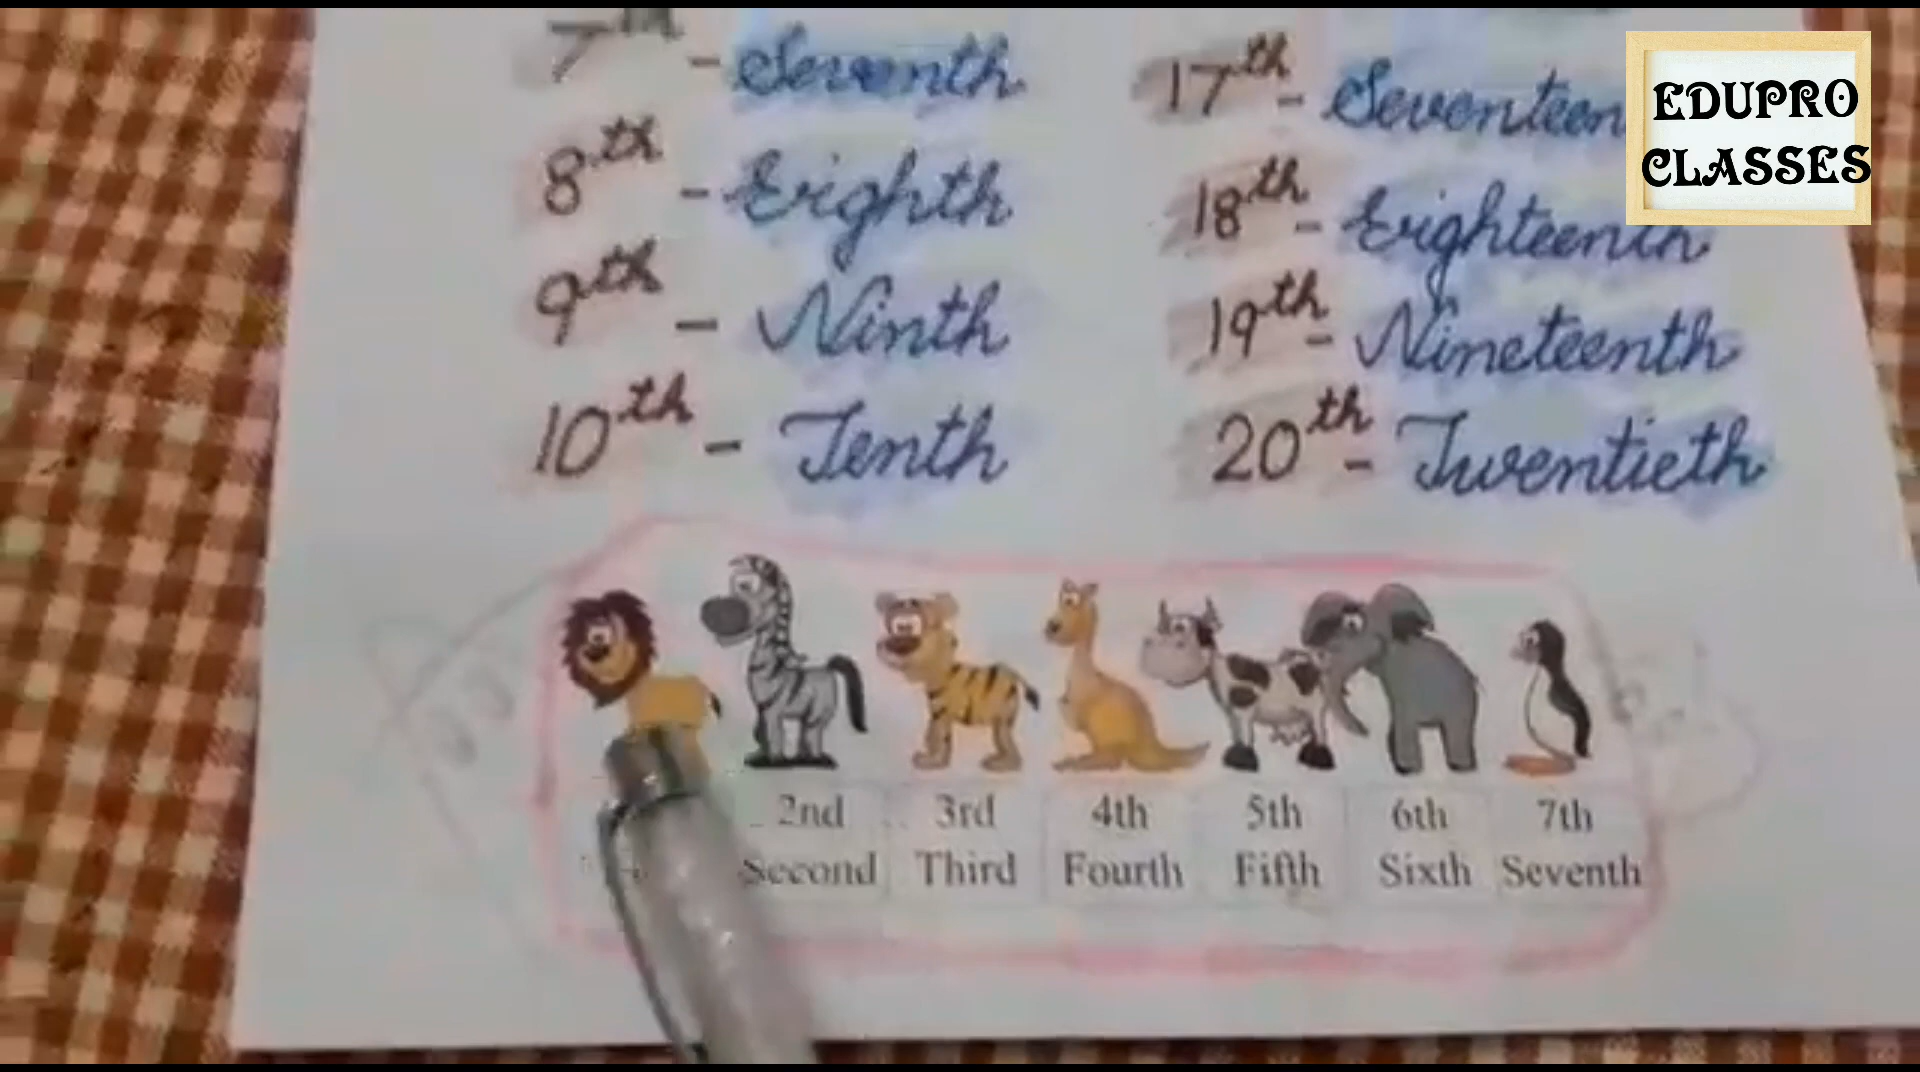 7th - Seventh
8th - Eighth
9th - Ninth
10th - Tenth
17th - Seventeen
18th - Eighteenth
19th - Nineteenth
20th - Twentieth
EDUPRO
CLASSES
2nd 3rd 4th 5th 6th 7th
Second Third Fourth Fifth Sixth Seventh